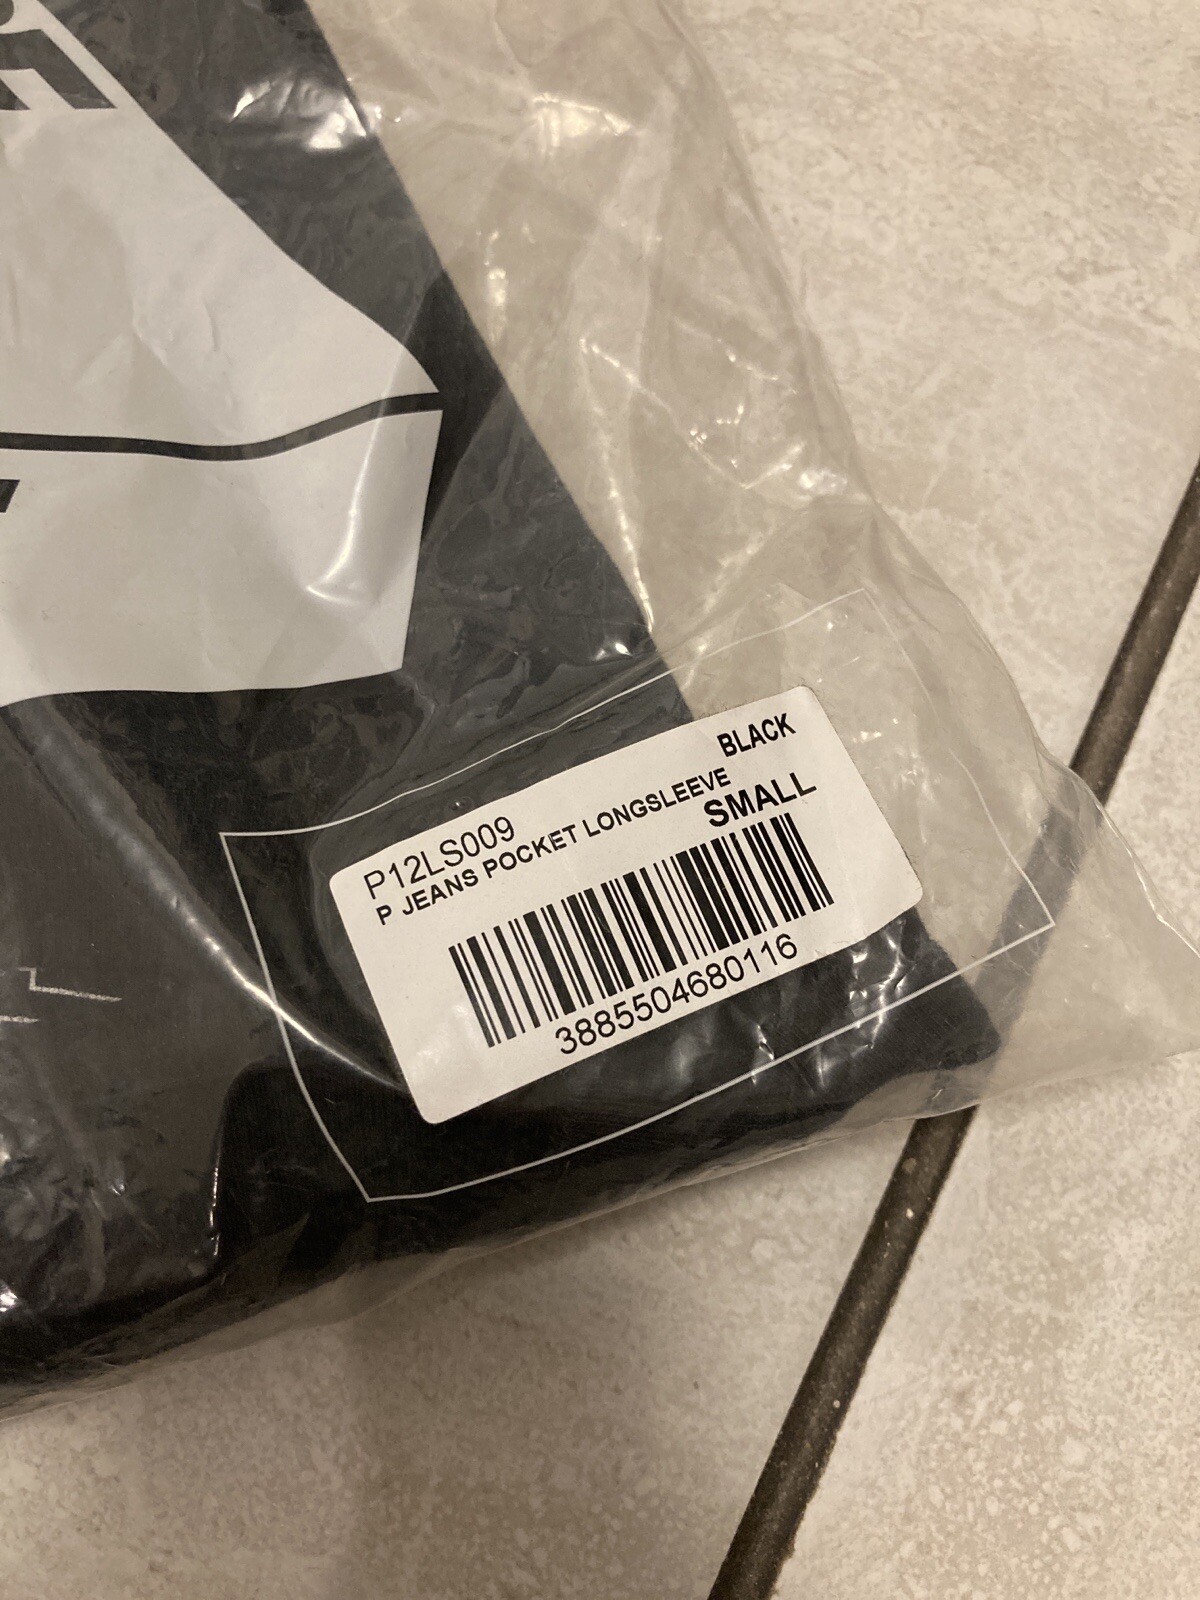 BLACK
P12LS009
P JEANS POCKET LONGSLEEVE
SMALL
3885504680116